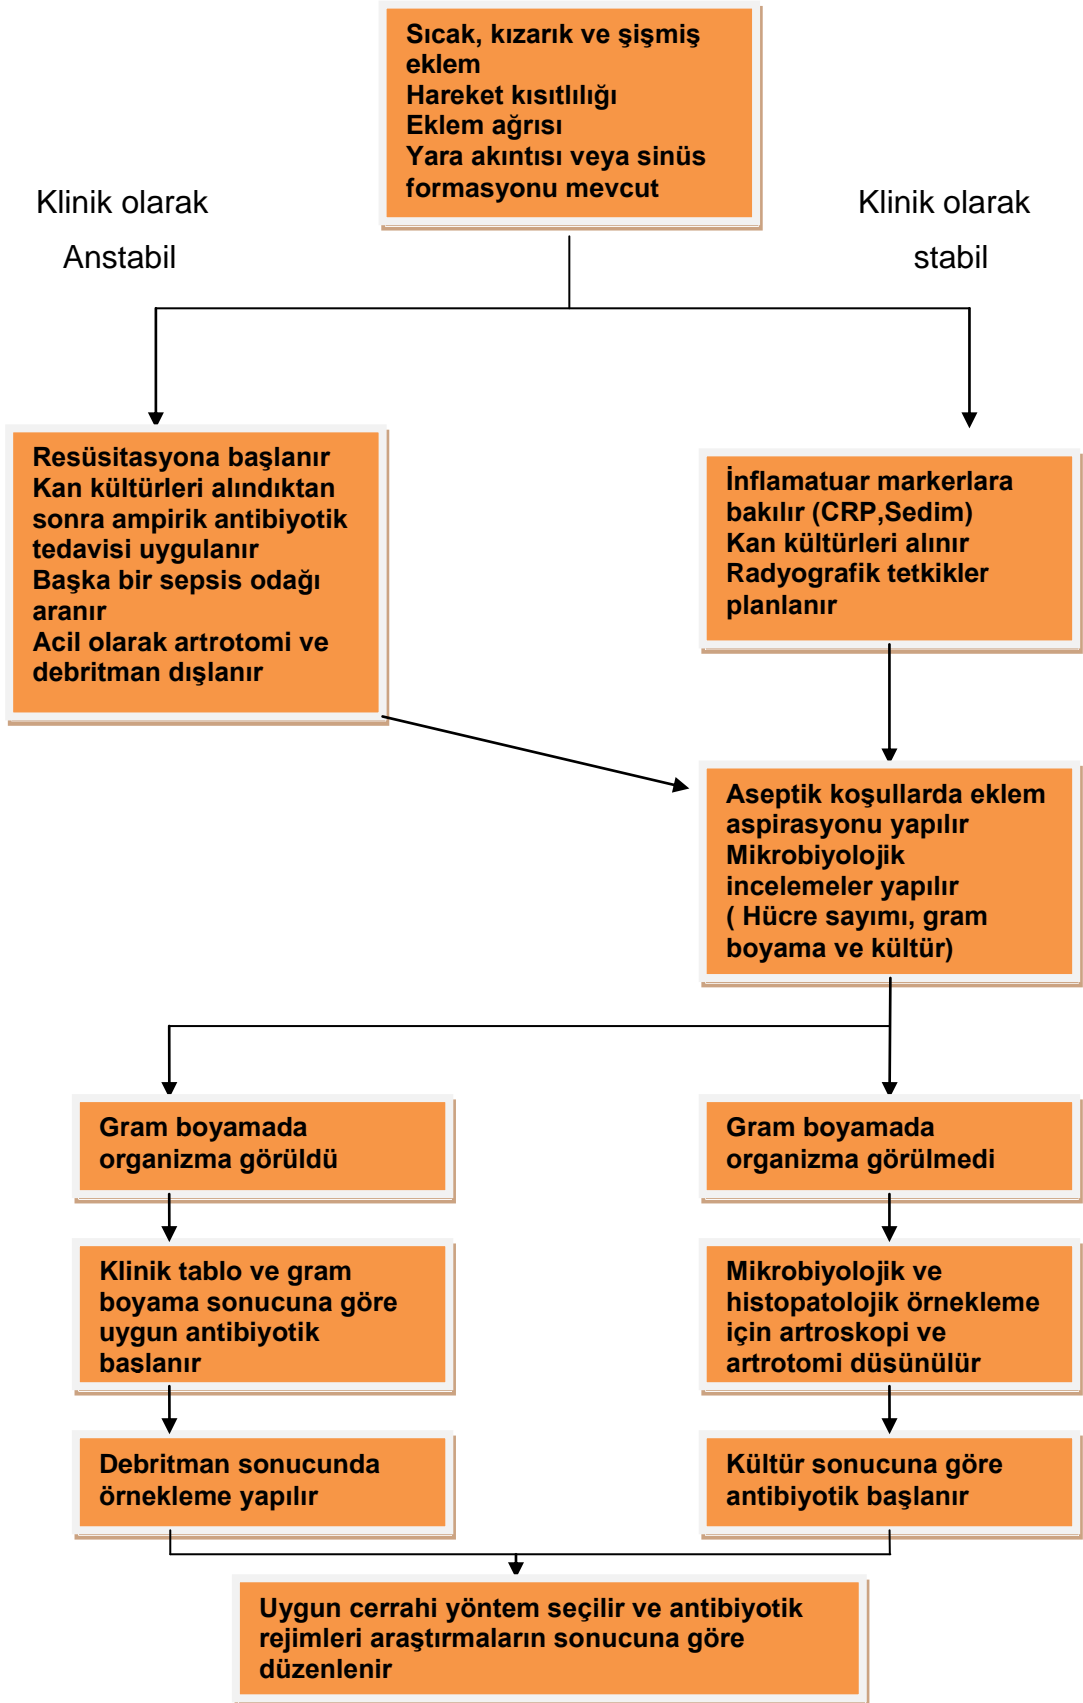 Sıcak, kızarık ve şişmiş
eklem
Hareket kısıtlılığı
Eklem ağrısı
Yara akıntısı veya sinüs
formasyonu mevcut
Klinik olarak
Anstabil
Klinik olarak
stabil
Resüsitasyona başlanır
Kan kültürleri alındıktan
sonra ampirik antibiyotik
tedavisi uygulanır
Başka bir sepsis odağı
aranır
Acil olarak artrotomi ve
debritman dışlanır
İnflamatuar markerlara
bakılır (CRP,Sedim)
Kan kültürleri alınır
Radyografik tetkikler
planlanır
Aseptik koşullarda eklem
aspirasyonu yapılır
Mikrobiyolojik
incelemeler yapılır
( Hücre sayımı, gram
boyama ve kültür)
Gram boyamada
organizma görüldü
Gram boyamada
organizma görülmedi
Klinik tablo ve gram
boyama sonucuna göre
uygun antibiyotik
baslanır
Mikrobiyolojik ve
histopatolojik örnekleme
için artroskopi ve
artrotomi düsünülür
Debritman sonucunda
örnekleme yapılır
Kültür sonucuna göre
antibiyotik başlanır
Uygun cerrahi yöntem seçilir ve antibiyotik
rejimleri araştırmaların sonucuna göre
düzenlenir